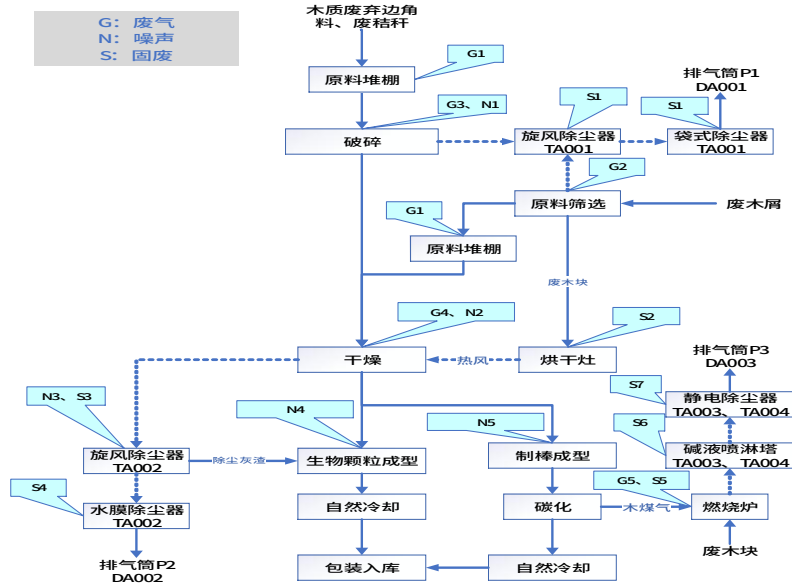 G：废气
N：噪声
S：固废
木质废弃边角
料、废秸秆
G1
原料堆棚
排气筒P1
DA001
G3、N1
S1
S1
破碎
旋风除尘器
TA001
袋式除尘器
TA001
G2
原料筛选
废木屑
G1
原料堆棚
废木块
G4、N2
S2
干燥
热风
烘干灶
排气筒P3
DA003
S7
静电除尘器
TA003、TA004
N3、S3
N4
N5
S6
旋风除尘器
TA002
除尘灰渣
生物颗粒成型
制棒成型
碱液喷淋塔
TA003、TA004
S4
G5、S5
水膜除尘器
TA002
自然冷却
碳化
木煤气
燃烧炉
排气筒P2
DA002
包装入库
自然冷却
废木块